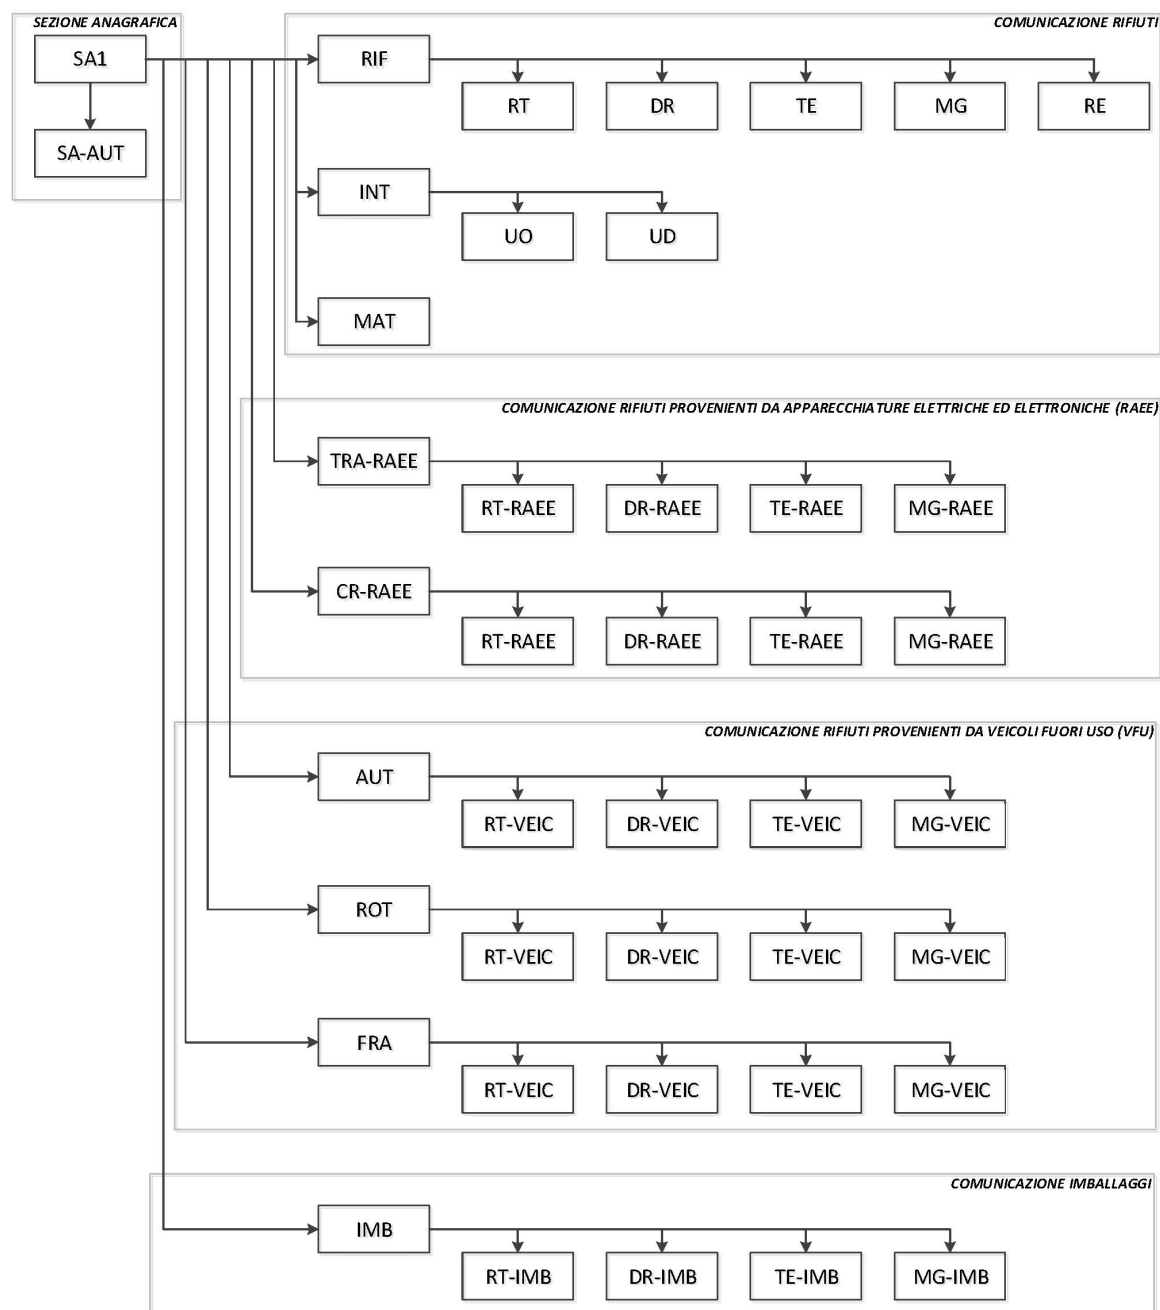 SEZIONE ANAGRAFICA
SA1
SA-AUT
COMUNICAZIONE RIFIUTI
RIF
RT DR TE MG RE
INT
UO UD
MAT
COMUNICAZIONE RIFIUTI PROVENIENTI DA APPARECCHIATURE ELETTRICHE ED ELETTRONICHE (RAEE)
TRA-RAEE
RT-RAEE DR-RAEE TE-RAEE MG-RAEE
CR-RAEE
RT-RAEE DR-RAEE TE-RAEE MG-RAEE
COMUNICAZIONE RIFIUTI PROVENIENTI DA VEICOLI FUORI USO (VFU)
AUT
RT-VEIC DR-VEIC TE-VEIC MG-VEIC
ROT
RT-VEIC DR-VEIC TE-VEIC MG-VEIC
FRA
RT-VEIC DR-VEIC TE-VEIC MG-VEIC
COMUNICAZIONE IMBALLAGGI
IMB
RT-IMB DR-IMB TE-IMB MG-IMB